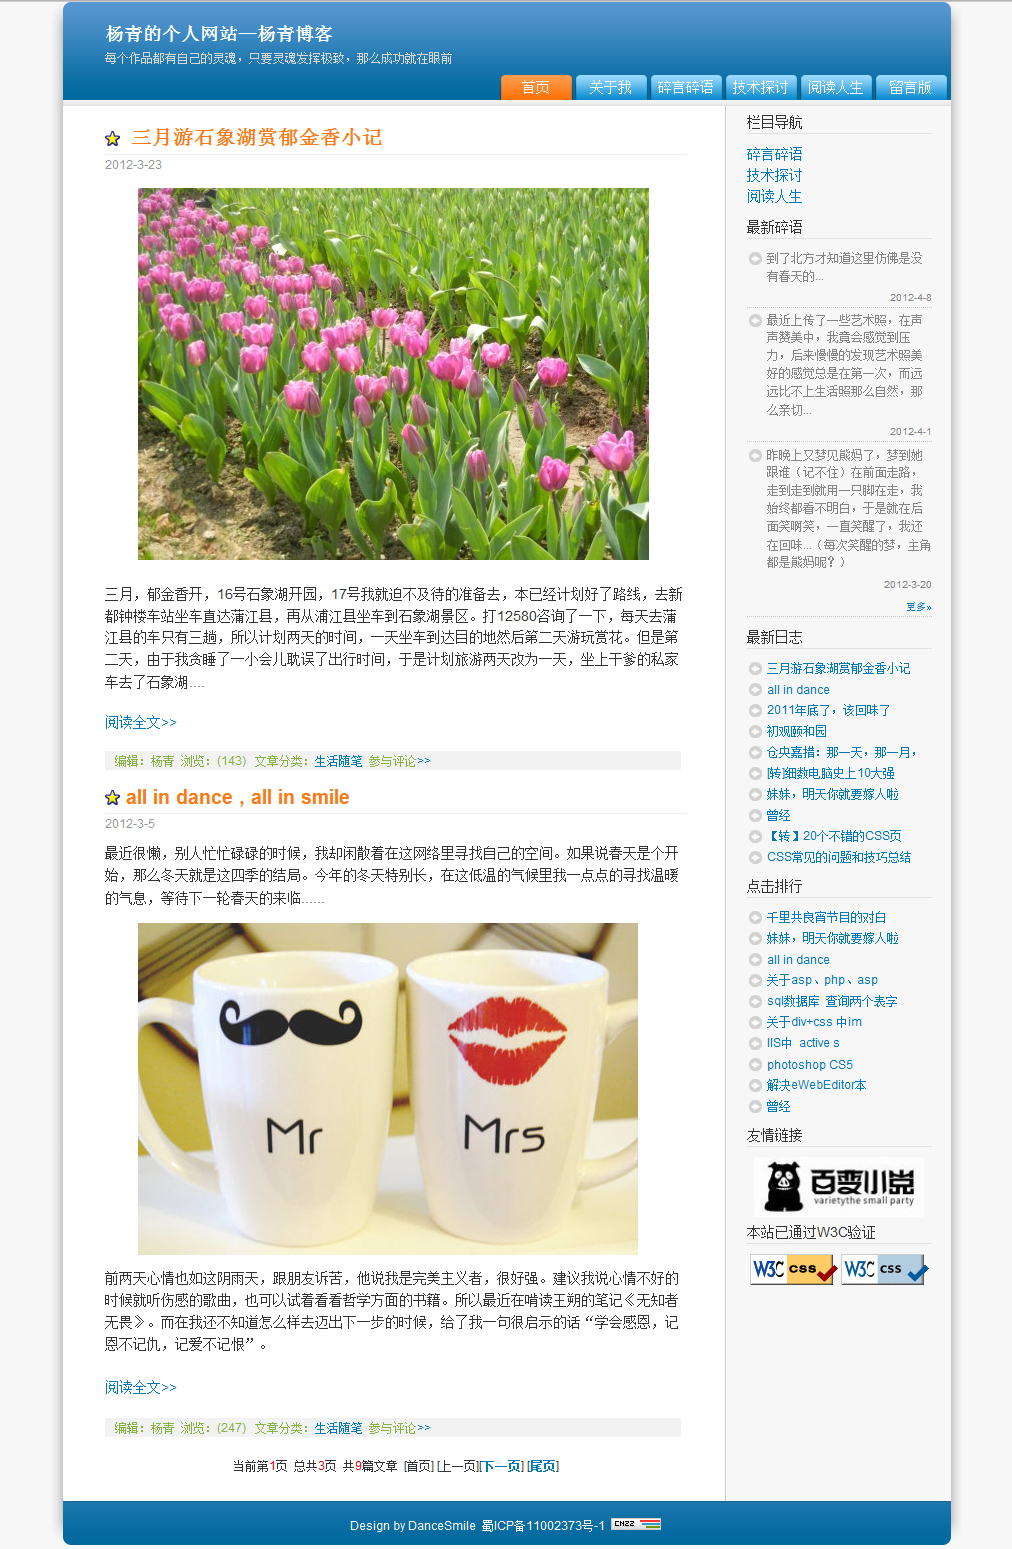 杨青的个人网站—杨青博客
每个作品都有自己的灵魂，只要灵魂发挥极致，那么成功就在眼前
首页 关于我 碎言碎语 技术探讨 阅读人生 留言版
三月游石象湖赏郁金香小记
2012-3-23
三月，郁金香开，16号石象湖开园，17号我就迫不及待的准备去，本已经计划好了路线，去新
都钟楼车站坐车直达蒲江县，再从浦江县坐车到石象湖景区。打12580咨询了一下，每天去蒲
江县的车只有三趟，所以计划两天的时间，一天坐车到达目的地然后第二天游玩赏花。但是第
二天，由于我贪睡了一小会儿耽误了出行时间，于是计划旅游两天改为一天，坐上干爹的私家
车去了石象湖....
阅读全文>>
编辑：杨青 浏览：(143) 文章分类：生活随笔 参与评论>>
all in dance , all in smile
2012-3-5
最近很懒，别人忙忙碌碌的时候，我却闲散着在这网络里寻找自己的空间。如果说春天是个开
始，那么冬天就是这四季的结局。今年的冬天特别长，在这低温的气候里我一点点的寻找温暖
的气息，等待下一轮春天的来临......
Mr
Mrs
前两天心情也如这阴雨天，跟朋友诉苦，他说我是完美主义者，很好强。建议我说心情不好的
时候就听伤感的歌曲，也可以试着看看哲学方面的书籍。所以最近在啃读王朔的笔记《无知者
无畏》。而在我还不知道怎么样去迈出下一步的时候，给了我一句很启示的话“学会感恩，记
恩不记仇，记爱不记恨”。
阅读全文>>
编辑：杨青 浏览：(247) 文章分类：生活随笔 参与评论>>
当前第1页 总共3页 共9篇文章 [首页] [上一页][下一页] [尾页]
栏目导航
碎言碎语
技术探讨
阅读人生
最新碎语
到了北方才知道这里仿佛是没
有春天的...
2012-4-8
最近上传了一些艺术照，在声
声赞美中，我竟会感觉到压
力，后来慢慢的发现艺术照美
好的感觉总是在第一次，而远
远比不上生活照那么自然，那
么亲切...
2012-4-1
昨晚上又梦见熊妈了，梦到她
跟谁（记不住）在前面走路，
走到走到就用一只脚在走，我
始终都看不明白，于是就在后
面笑啊笑，一直笑醒了，我还
在回味...（每次笑醒的梦，主角
都是熊妈呢？）
2012-3-20
更多»
最新日志
三月游石象湖赏郁金香小记
all in dance
2011年底了，该回味了
初观颐和园
仓央嘉措：那一天，那一月，
[转]细数电脑史上10大强
妹妹，明天你就要嫁人啦
曾经
【转】20个不错的CSS页
CSS常见的问题和技巧总结
点击排行
千里共良宵节目的对白
妹妹，明天你就要嫁人啦
all in dance
关于asp、php、asp
sql数据库 查询两个表字
关于div+css 中im
IIS中 active s
photoshop CS5
解决eWebEditor本
曾经
友情链接
百变小党
varietythe small party
本站已通过W3C验证
W3C css W3C css
Design by DanceSmile 蜀ICP备11002373号-1 CNZZ